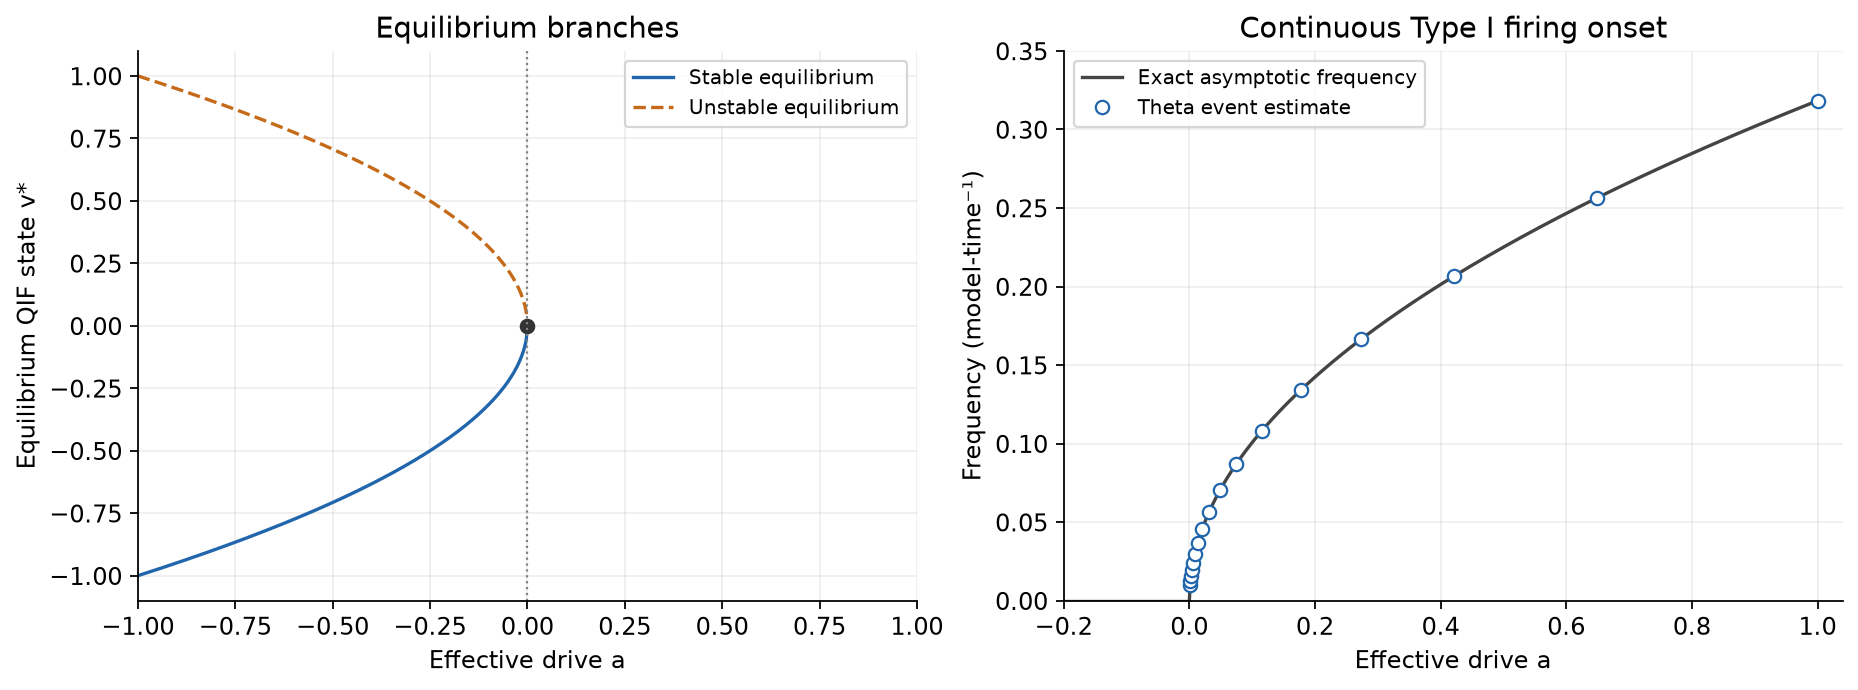 Equilibrium branches
Stable equilibrium
Unstable equilibrium
Equilibrium QIF state v*
1.00
0.75
0.50
0.25
0.00
−0.25
−0.50
−0.75
−1.00
−1.00 −0.75 −0.50 −0.25 0.00 0.25 0.50 0.75 1.00
Effective drive a
Continuous Type I firing onset
Exact asymptotic frequency
Theta event estimate
Frequency (model-time⁻¹)
0.35
0.30
0.25
0.20
0.15
0.10
0.05
0.00
−0.2 0.0 0.2 0.4 0.6 0.8 1.0
Effective drive a